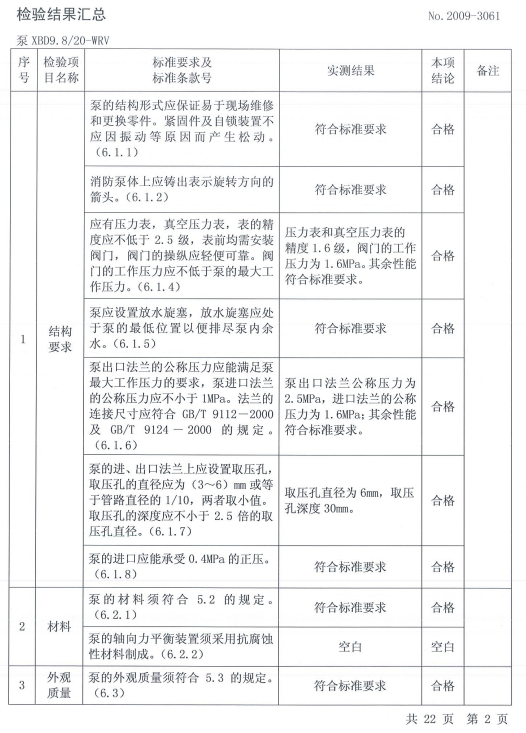 检验结果汇总
No.2009-3061
泵 XBD9.8/20-WRV
序号 检验项目名称 标准要求及标准条款号 实测结果 本项结论 备注
1 结构要求
泵的结构形式应保证易于现场维修
和更换零件。紧固件及自锁装置不
应因振动等原因而产生松动。
(6.1.1)
符合标准要求 合格
消防泵体上应铸出表示旋转方向的
箭头。(6.1.2)
符合标准要求 合格
应有压力表，真空压力表，表的精
度应不低于 2.5 级，表前均需安装
阀门，阀门的操纵应轻便可靠。阀
门的工作压力应不低于泵的最大工
作压力。(6.1.4)
压力表和真空压力表的
精度 1.6 级，阀门的工作
压力为 1.6MPa。其余性能
符合标准要求。
合格
泵应设置放水旋塞，放水旋塞应处
于泵的最低位置以便排尽泵内余
水。(6.1.5)
符合标准要求 合格
泵出口法兰的公称压力应能满足泵
最大工作压力的要求，泵进口法兰
的公称压力应不小于 1MPa。法兰的
连接尺寸应符合 GB/T 9112－2000
及 GB/T 9124－2000 的规定。
(6.1.6)
泵出口法兰公称压力为
2.5MPa，进口法兰的公称
压力为 1.6MPa；其余性能
符合标准要求。
合格
泵的进、出口法兰上应设置取压孔，
取压孔的直径应为（3～6）mm 或等
于管路直径的 1/10，两者取小值。
取压孔的深度应不小于 2.5 倍的取
压孔直径。(6.1.7)
取压孔直径为 6mm，取压
孔深度 30mm。
合格
泵的进口应能承受 0.4MPa 的正压。
(6.1.8)
符合标准要求 合格
2 材料
泵的材料须符合 5.2 的规定。
(6.2.1)
符合标准要求 合格
泵的轴向力平衡装置须采用抗腐蚀
性材料制成。(6.2.2)
空白 空白
3 外观质量
泵的外观质量须符合 5.3 的规定。
(6.3)
符合标准要求 合格
共 22 页 第 2 页